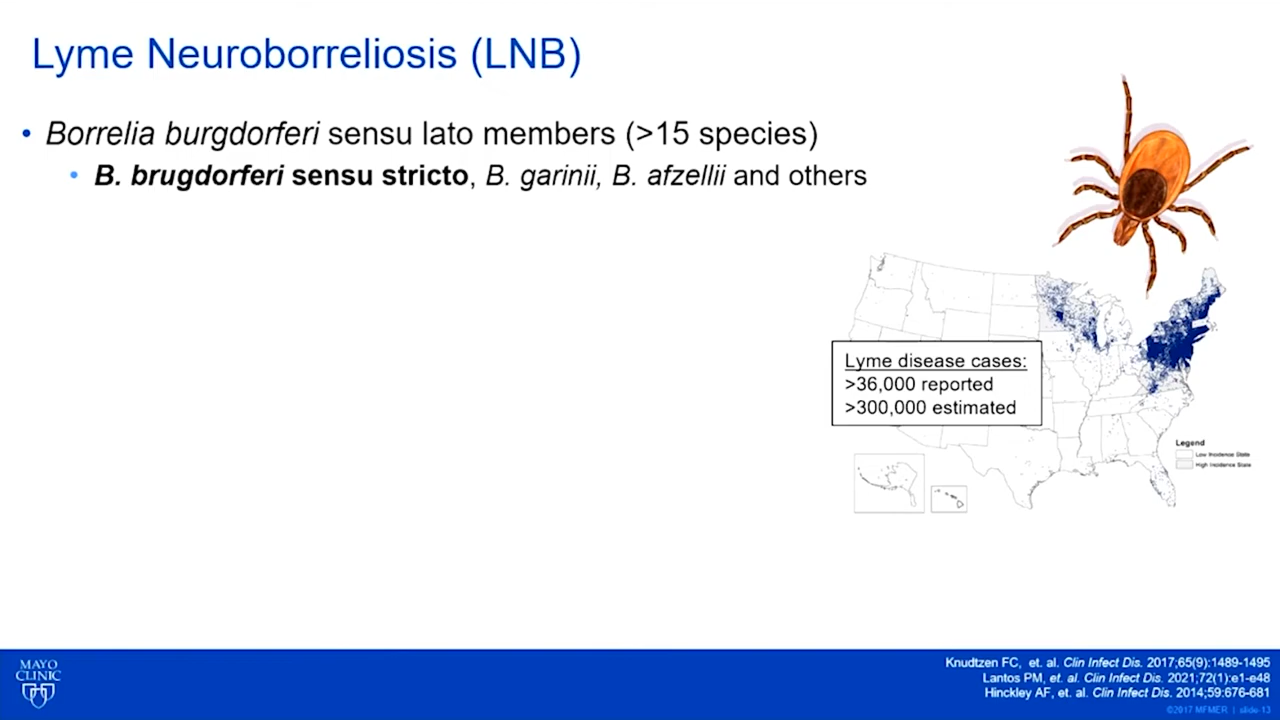 Lyme Neuroborreliosis (LNB)
• Borrelia burgdorferi sensu lato members (>15 species)
• B. brugdorferi sensu stricto, B. garinii, B. afzellii and others
Lyme disease cases:
>36,000 reported
>300,000 estimated
Legend
Low Incidence State
High Incidence State
MAYO
CLINIC
Knudtzen FC, et. al. Clin Infect Dis. 2017;65(9):1489-1495
Lantos PM, et. al. Clin Infect Dis. 2021;72(1):e1-e48
Hinckley AF, et. al. Clin Infect Dis. 2014;59:676-681
©2017 MFMER | slide-13